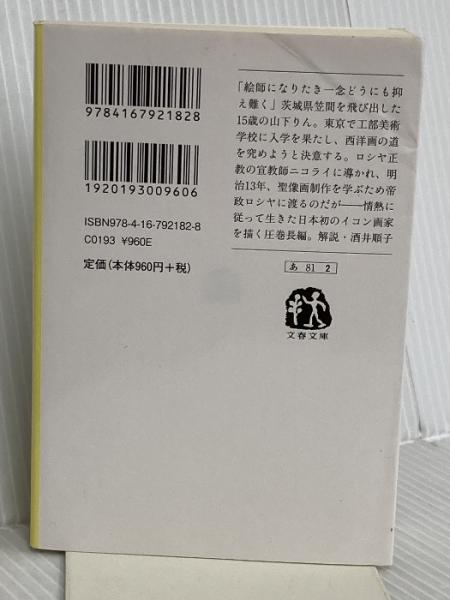 9784167921828
1920193009606
ISBN978-4-16-792182-8
C0193 ¥960E
定価(本体960円+税)
「絵師になりたき一念どうにも抑
え難く」茨城県笠間を飛び出した
15歳の山下りん。東京で工部美術
学校に入学を果たし、西洋画の道
を究めようと決意する。ロシヤ正
教の宣教師ニコライに導かれ、明
治13年、聖像画制作を学ぶため帝
政ロシヤに渡るのだが――情熱に
従って生きた日本初のイコン画家
を描く圧巻長編。解説・酒井順子
あ 81 2
文春文庫